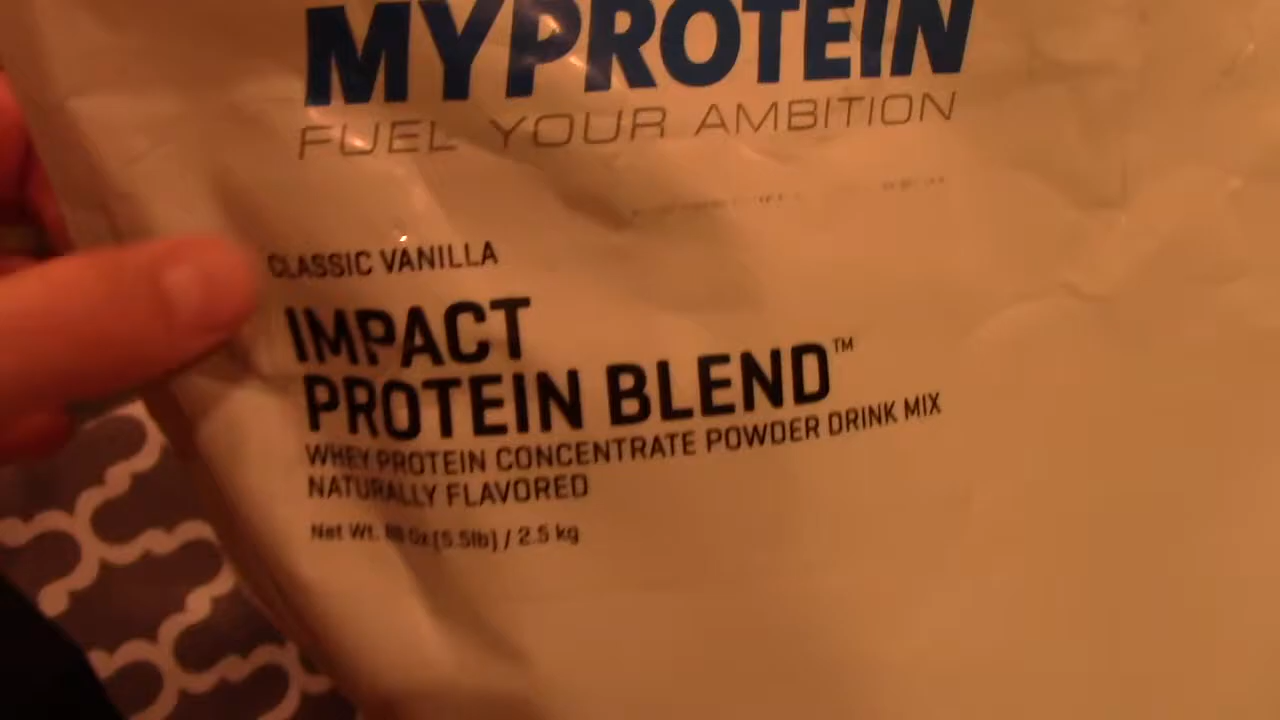 MYPROTEIN
FUEL YOUR AMBITION
CLASSIC VANILLA
IMPACT
PROTEIN BLEND™
WHEY PROTEIN CONCENTRATE POWDER DRINK MIX
NATURALLY FLAVORED
Net Wt. Oz (5.5lb) / 2.5 kg